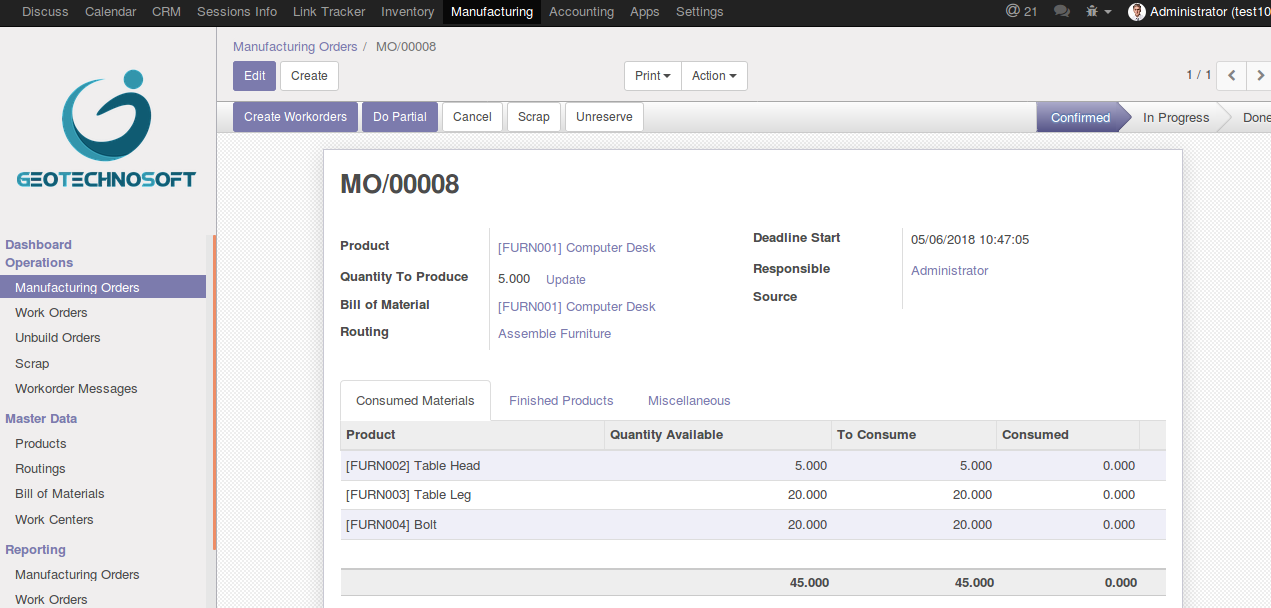 Discuss Calendar CRM Sessions Info Link Tracker Inventory Manufacturing Accounting Apps Settings @ 21 Administrator (test10
GEOTECHNOSOFT
Dashboard
Operations
Manufacturing Orders
Work Orders
Unbuild Orders
Scrap
Workorder Messages
Master Data
Products
Routings
Bill of Materials
Work Centers
Reporting
Manufacturing Orders
Work Orders
Manufacturing Orders / MO/00008
Edit Create Print Action 1 / 1
Create Workorders Do Partial Cancel Scrap Unreserve Confirmed In Progress Done
MO/00008
Product [FURN001] Computer Desk
Quantity To Produce 5.000 Update
Bill of Material [FURN001] Computer Desk
Routing Assemble Furniture
Deadline Start 05/06/2018 10:47:05
Responsible Administrator
Source
Consumed Materials Finished Products Miscellaneous
Product Quantity Available To Consume Consumed
[FURN002] Table Head 5.000 5.000 0.000
[FURN003] Table Leg 20.000 20.000 0.000
[FURN004] Bolt 20.000 20.000 0.000
45.000 45.000 0.000